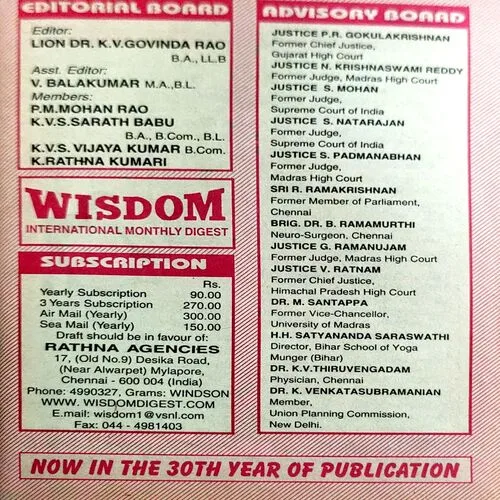 EDITORIAL BOARD
Editor:
LION DR. K.V.GOVINDA RAO
B.A., LL.B
Asst. Editor:
V. BALAKUMAR M.A.,B.L.
Members:
P.M.MOHAN RAO
K.V.S.SARATH BABU
B.A., B.Com., B.L.
K.V.S. VIJAYA KUMAR B.Com
K.RATHNA KUMARI
WISDOM
INTERNATIONAL MONTHLY DIGEST
SUBSCRIPTION
Rs.
Yearly Subscription 90.00
3 Years Subscription 270.00
Air Mail (Yearly) 300.00
Sea Mail (Yearly) 150.00
Draft should be in favour of:
RATHNA AGENCIES
17, (Old No.9) Desika Road,
(Near Alwarpet) Mylapore,
Chennai - 600 004 (India)
Phone: 4990327, Grams: WINDSON
WWW.WISDOMDIGEST.COM
E.mail: wisdom1@vsnl.com
Fax: 044 - 4981403
ADVISORY BOARD
JUSTICE P.R. GOKULAKRISHNAN
Former Chief Justice,
Gujarat High Court
JUSTICE N. KRISHNASWAMI REDDY
Former Judge, Madras High Court
JUSTICE S. MOHAN
Former Judge,
Supreme Court of India
JUSTICE S. NATARAJAN
Former Judge,
Supreme Court of India
JUSTICE S. PADMANABHAN
Former Judge,
Madras High Court
SRI R. RAMAKRISHNAN
Former Member of Parliament,
Chennai
BRIG. DR. B. RAMAMURTHI
Neuro-Surgeon, Chennai
JUSTICE G. RAMANUJAM
Former Judge, Madras High Court
JUSTICE V. RATNAM
Former Chief Justice,
Himachal Pradesh High Court
DR. M. SANTAPPA
Former Vice-Chancellor,
University of Madras
H.H. SATYANANDA SARASWATHI
Director, Bihar School of Yoga
Munger (Bihar)
DR. K.V.THIRUVENGADAM
Physician, Chennai
DR. K. VENKATASUBRAMANIAN
Member,
Union Planning Commission,
New Delhi.
NOW IN THE 30TH YEAR OF PUBLICATION